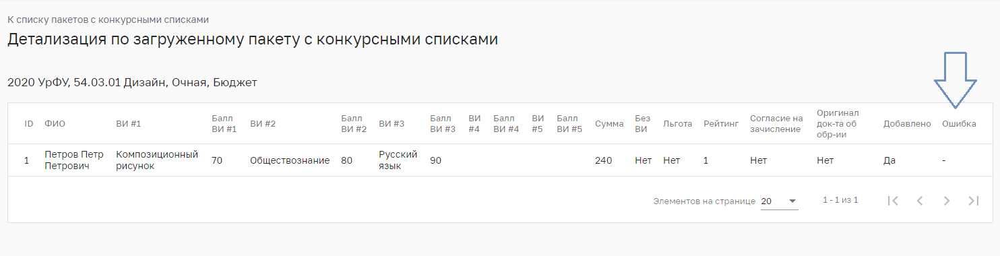 К списку пакетов с конкурсными списками
Детализация по загруженному пакету с конкурсными списками
2020 УрФУ, 54.03.01 Дизайн, Очная, Бюджет
ID ФИО ВИ #1 Балл ВИ #1 ВИ #2 Балл ВИ #2 ВИ #3 Балл ВИ #3 ВИ #4 Балл ВИ #4 ВИ #5 Балл ВИ #5 Сумма Без ВИ Льгота Рейтинг Согласие на зачисление Оригинал док-та об обр-ии Добавлено Ошибка
1 Петров Петр Петрович Композиционный рисунок 70 Обществознание 80 Русский язык 90 240 Нет Нет 1 Нет Нет Да -
Элементов на странице 20 1 - 1 из 1